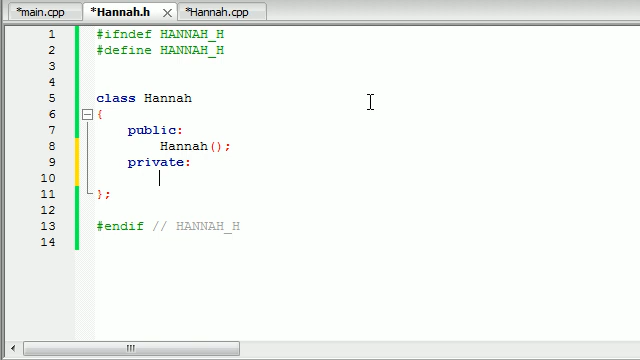 *main.cpp *Hannah.h *Hannah.cpp
1 #ifndef HANNAH_H
2 #define HANNAH_H
3
4
5 class Hannah
6 {
7 public:
8 Hannah();
9 private:
10
11 };
12
13 #endif // HANNAH_H
14